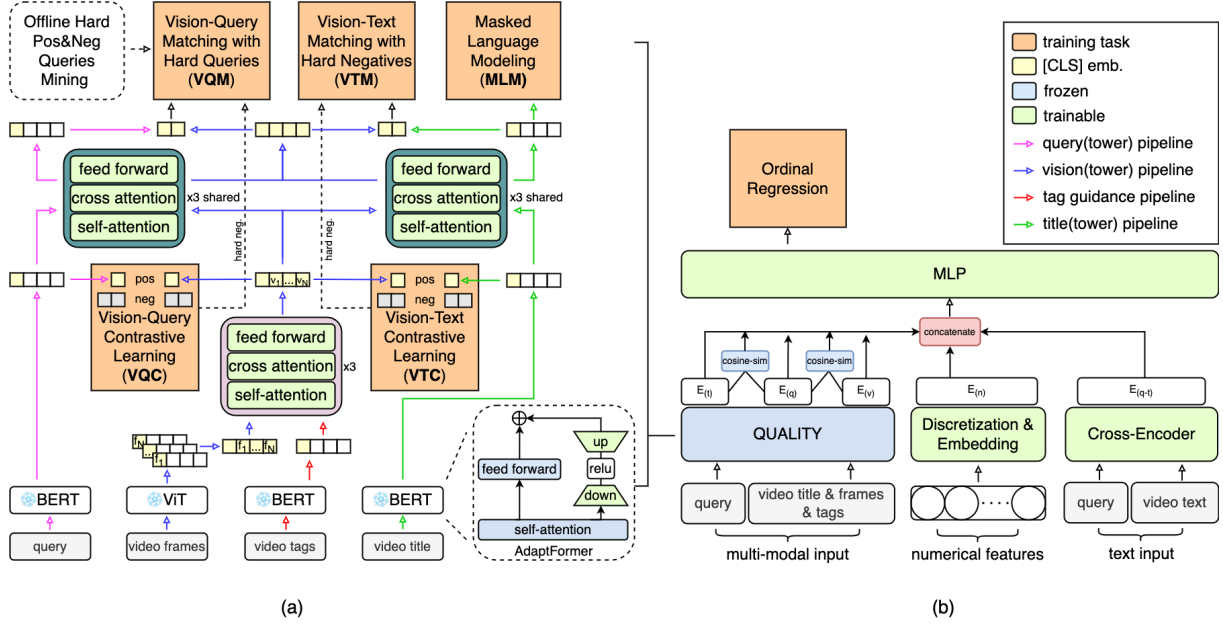 Offline Hard
Pos&Neg
Queries
Mining
Vision-Query
Matching with
Hard Queries
(VQM)
Vision-Text
Matching with
Hard Negatives
(VTM)
Masked
Language
Modeling
(MLM)
feed forward
cross attention
self-attention
x3 shared
feed forward
cross attention
self-attention
x3 shared
hard neg.
hard neg.
pos
neg
Vision-Query
Contrastive
Learning
(VQC)
v1 ... vN
pos
neg
Vision-Text
Contrastive
Learning
(VTC)
feed forward
cross attention
self-attention
x3
fN
...
f1
f1 ... fN
BERT
ViT
BERT
BERT
query
video frames
video tags
video title
feed forward
up
relu
down
self-attention
AdaptFormer
(a)
training task
[CLS] emb.
frozen
trainable
query(tower) pipeline
vision(tower) pipeline
tag guidance pipeline
title(tower) pipeline
Ordinal
Regression
MLP
concatenate
cosine-sim
cosine-sim
E(t)
E(q)
E(v)
E(n)
E(q-t)
QUALITY
Discretization &
Embedding
Cross-Encoder
query
video title & frames
& tags
query
video text
multi-modal input
numerical features
text input
(b)